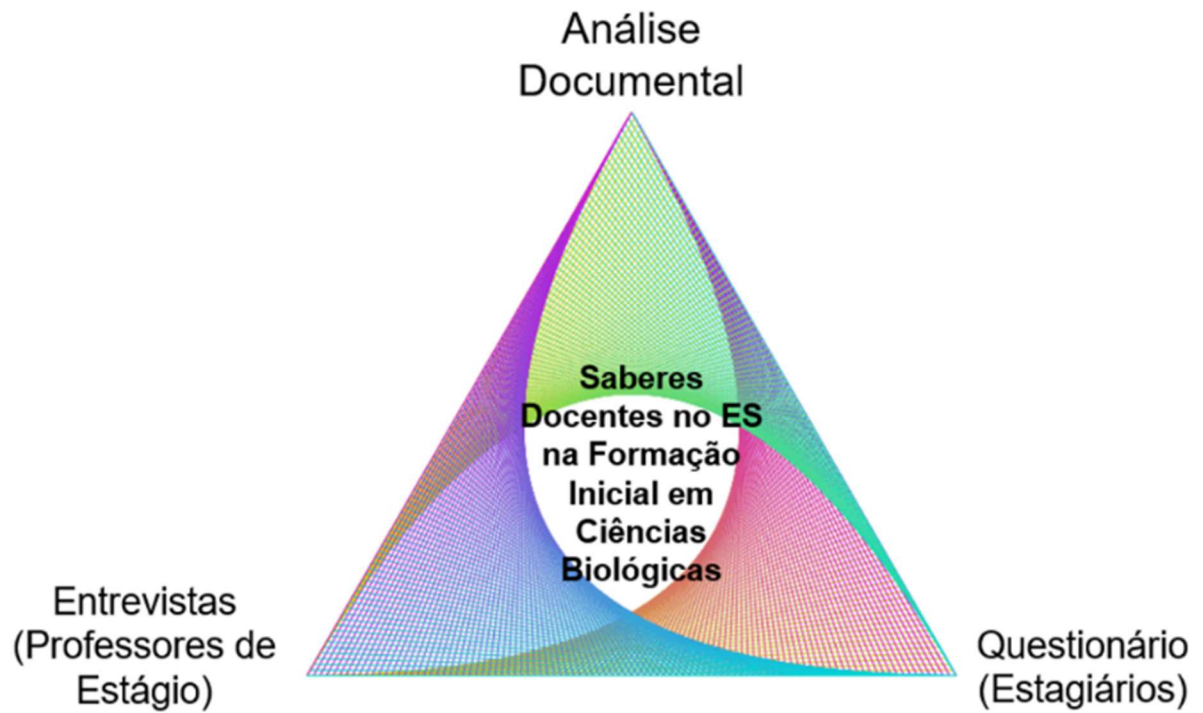 Análise
Documental
Saberes
Docentes no ES
na Formação
Inicial em
Ciências
Biológicas
Entrevistas
(Professores de
Estágio)
Questionário
(Estagiários)